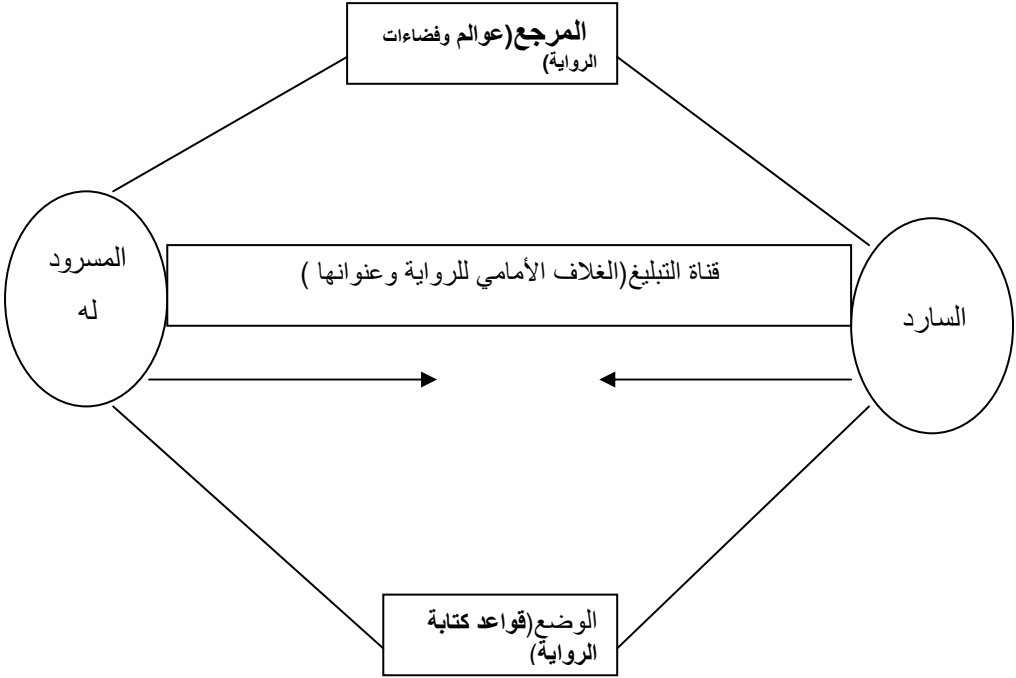 المرجع(عوالم وفضاءات
الرواية)
المسرود
له
قناة التبليغ(الغلاف الأمامي للرواية وعنوانها )
السارد
الوضع(قواعد كتابة
الرواية)